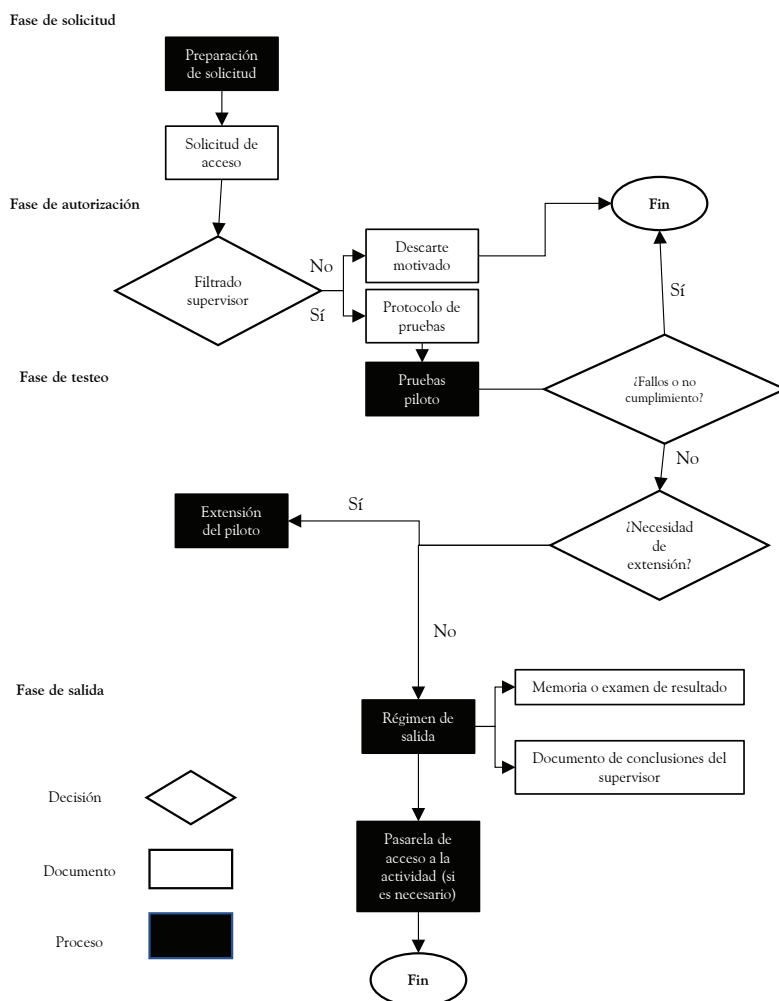 Fase de solicitud
Preparación
de solicitud
Solicitud de
acceso
Fase de autorización
Fin
Filtrado
supervisor
No
Sí
Descarte
motivado
Protocolo de
pruebas
Sí
Fase de testeo
Pruebas
piloto
¿Fallos o no
cumplimiento?
No
Extensión
del piloto
Sí
¿Necesidad
de
extensión?
No
Fase de salida
Régimen de
salida
Memoria o examen de resultado
Documento de conclusiones del
supervisor
Decisión
Documento
Proceso
Pasarela de
acceso a la
actividad (si
es necesario)
Fin